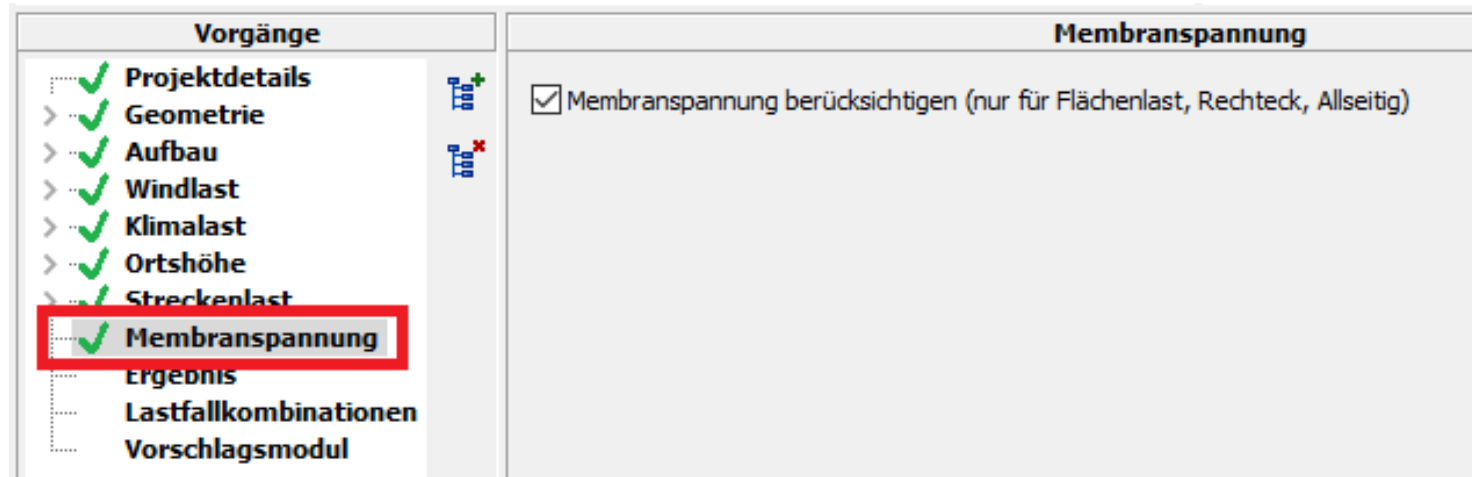 Vorgänge
Projektdetails
Geometrie
Aufbau
Windlast
Klimalast
Ortshöhe
Streckenlast
Membranspannung
Ergebnis
Lastfallkombinationen
Vorschlagsmodul
Membranspannung
Membranspannung berücksichtigen (nur für Flächenlast, Rechteck, Allseitig)